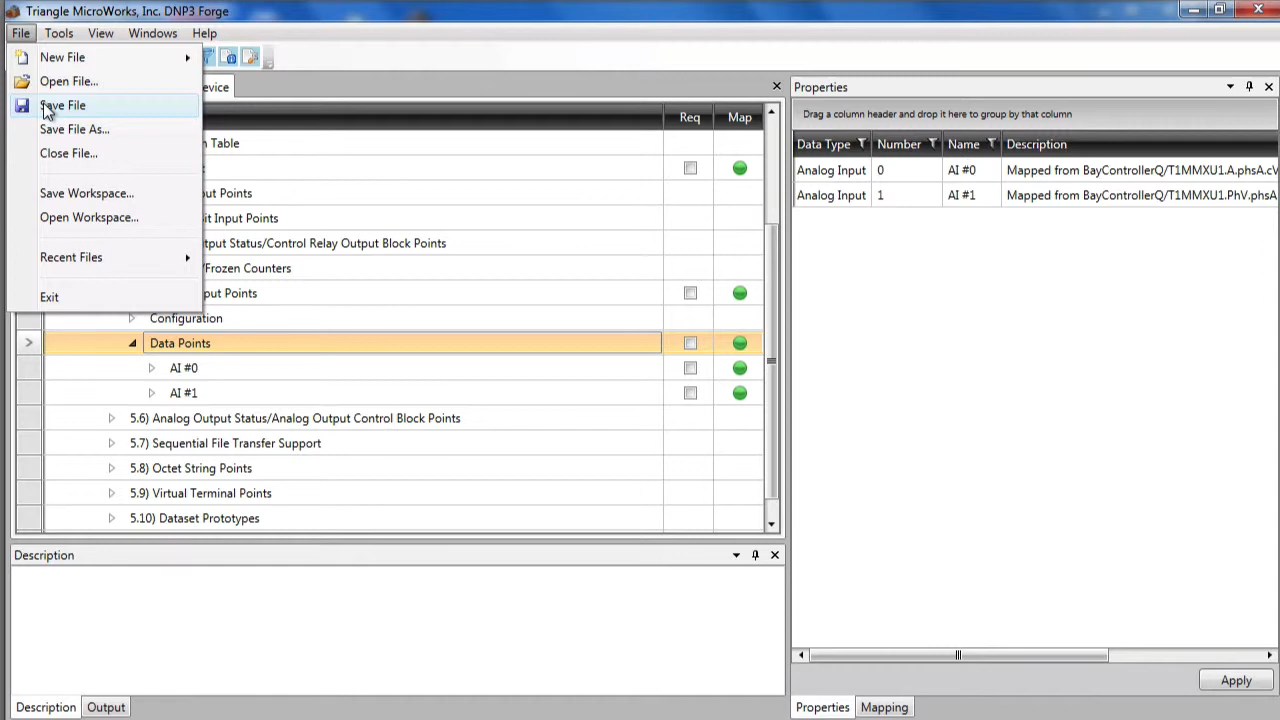 Triangle MicroWorks, Inc. DNP3 Forge
File Tools View Windows Help
New File
Open File...
Save File
Save File As...
Close File...
Save Workspace...
Open Workspace...
Recent Files
Exit
evice
Req Map
n Table
put Points
it Input Points
tput Status/Control Relay Output Block Points
/Frozen Counters
put Points
Configuration
Data Points
AI #0
AI #1
5.6) Analog Output Status/Analog Output Control Block Points
5.7) Sequential File Transfer Support
5.8) Octet String Points
5.9) Virtual Terminal Points
5.10) Dataset Prototypes
Description
Description Output
Properties
Drag a column header and drop it here to group by that column
Data Type Number Name Description
Analog Input 0 AI #0 Mapped from BayControllerQ/T1MMXU1.A.phsA.cV
Analog Input 1 AI #1 Mapped from BayControllerQ/T1MMXU1.PhV.phsA
Apply
Properties Mapping